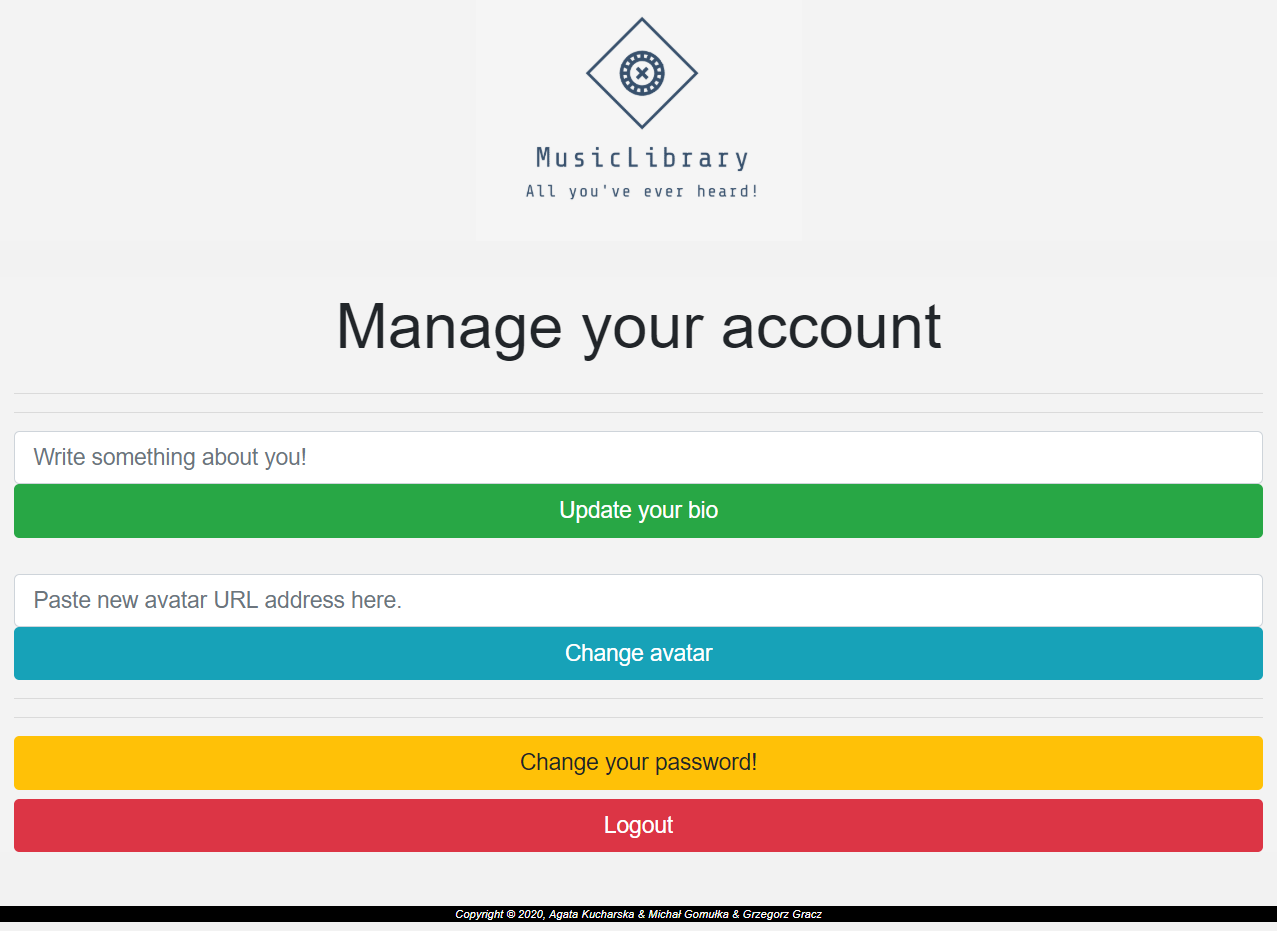 MusicLibrary
All you've ever heard!
Manage your account
Write something about you!
Update your bio
Paste new avatar URL address here.
Change avatar
Change your password!
Logout
Copyright © 2020, Agata Kucharska & Michał Gomułka & Grzegorz Gracz